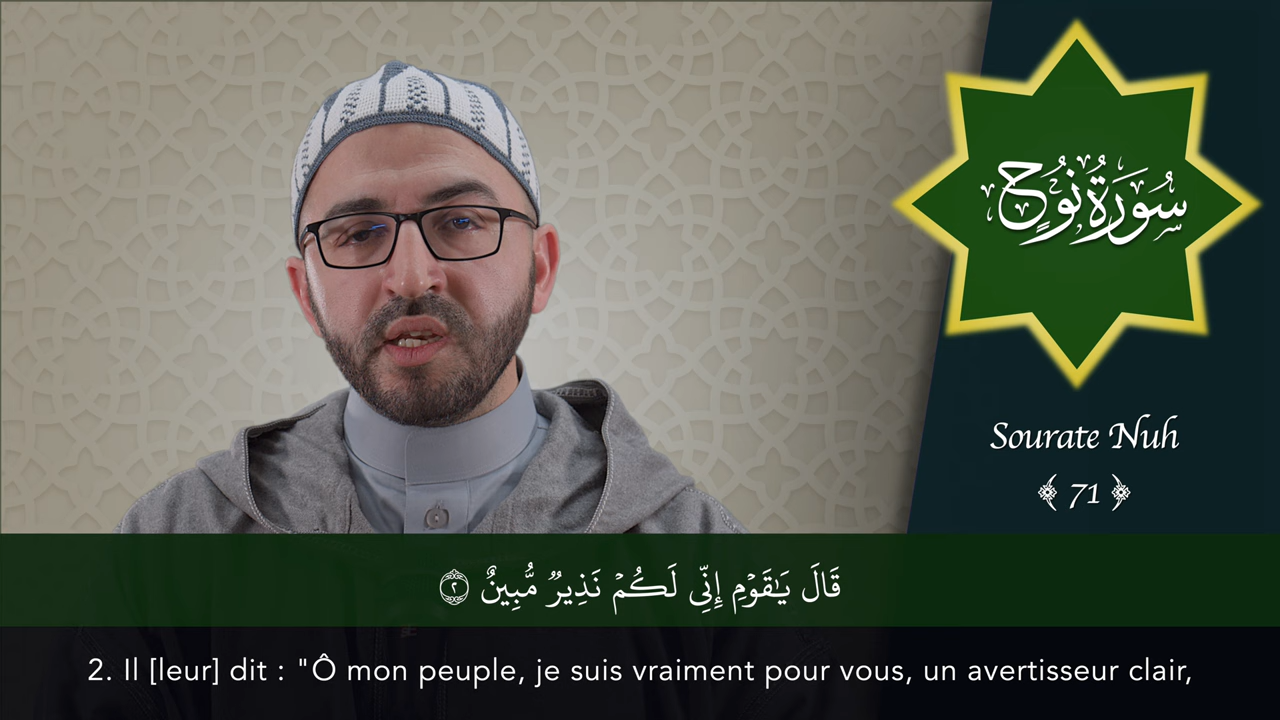 سُورَةُ نُوحٍ
Sourate Nuh
71
قَالَ يَـٰقَوْمِ إِنِّى لَكُمْ نَذِيرٌ مُّبِينٌ ٢
2. Il [leur] dit : "Ô mon peuple, je suis vraiment pour vous, un avertisseur clair,